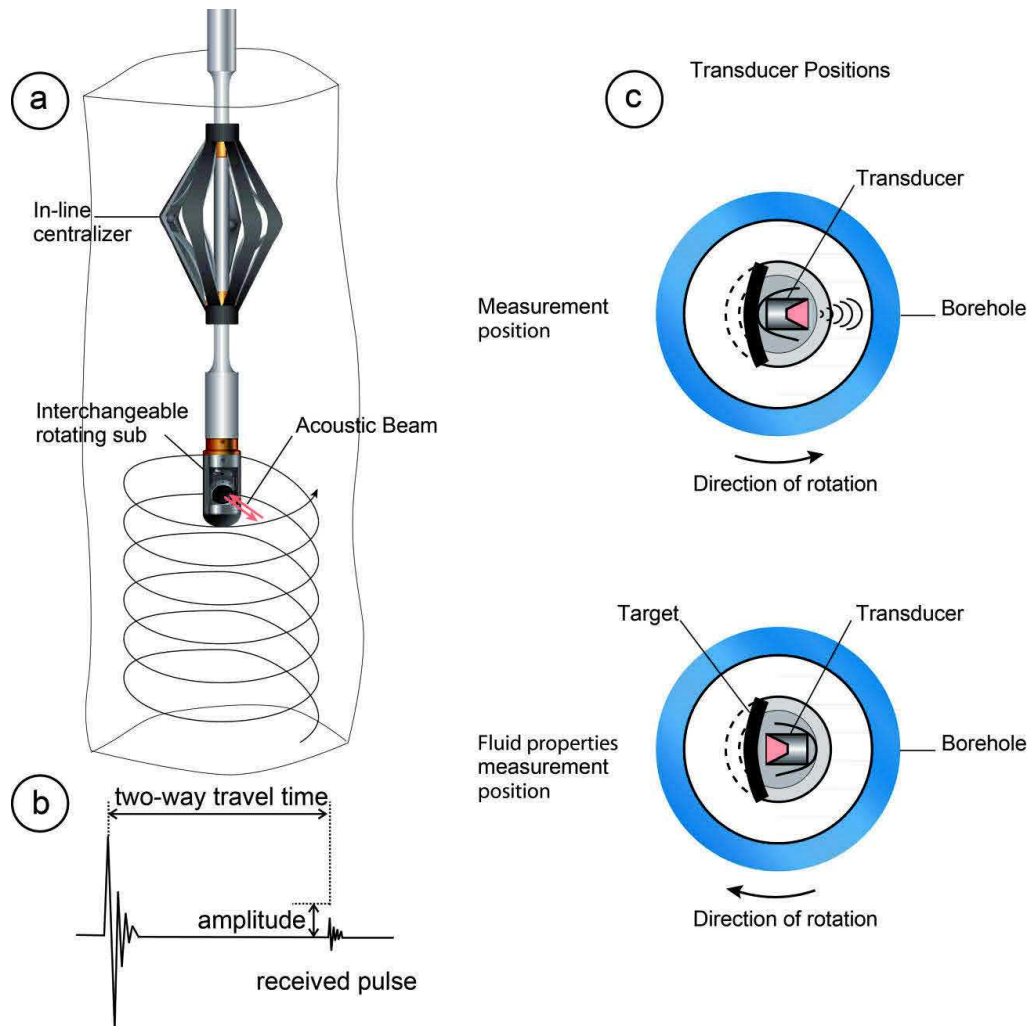 a
In-line
centralizer
Interchangeable
rotating sub
Acoustic Beam
b
two-way travel time
amplitude
received pulse
c
Transducer Positions
Transducer
Measurement
position
Borehole
Direction of rotation
Target
Transducer
Fluid properties
measurement
position
Borehole
Direction of rotation